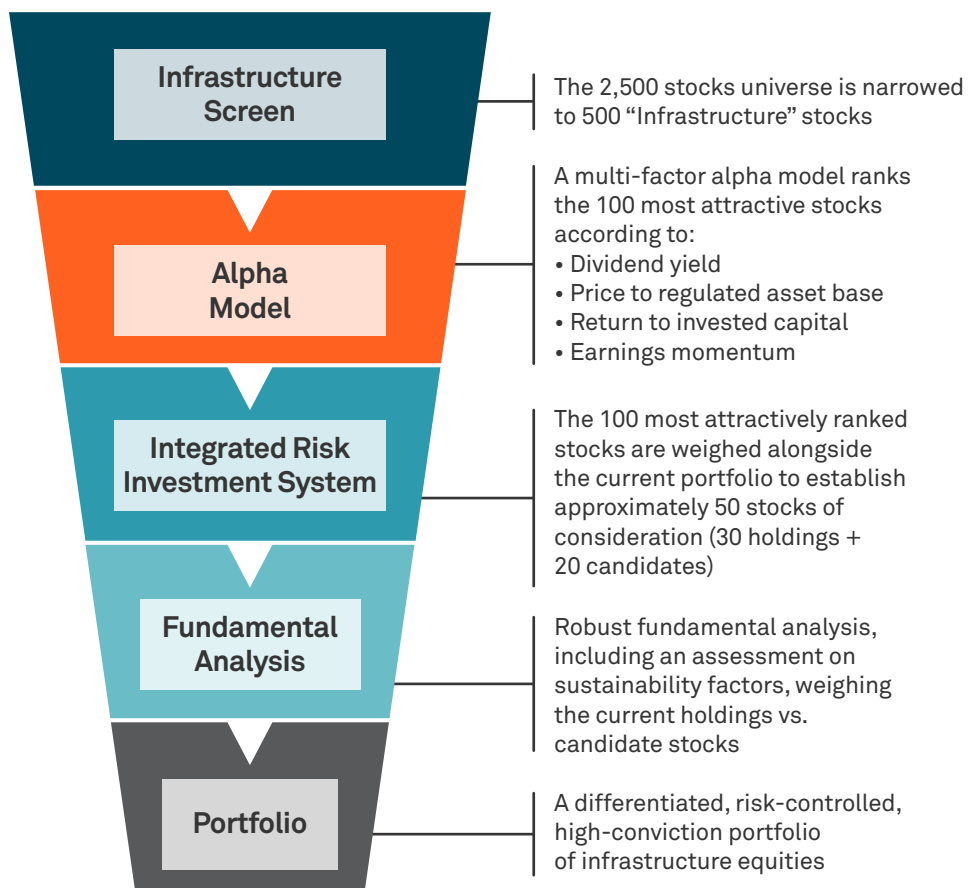 Infrastructure
Screen
The 2,500 stocks universe is narrowed
to 500 “Infrastructure” stocks
Alpha
Model
A multi-factor alpha model ranks
the 100 most attractive stocks
according to:
• Dividend yield
• Price to regulated asset base
• Return to invested capital
• Earnings momentum
Integrated Risk
Investment System
The 100 most attractively ranked
stocks are weighed alongside
the current portfolio to establish
approximately 50 stocks of
consideration (30 holdings +
20 candidates)
Fundamental
Analysis
Robust fundamental analysis,
including an assessment on
sustainability factors, weighing
the current holdings vs.
candidate stocks
Portfolio
A differentiated, risk-controlled,
high-conviction portfolio
of infrastructure equities